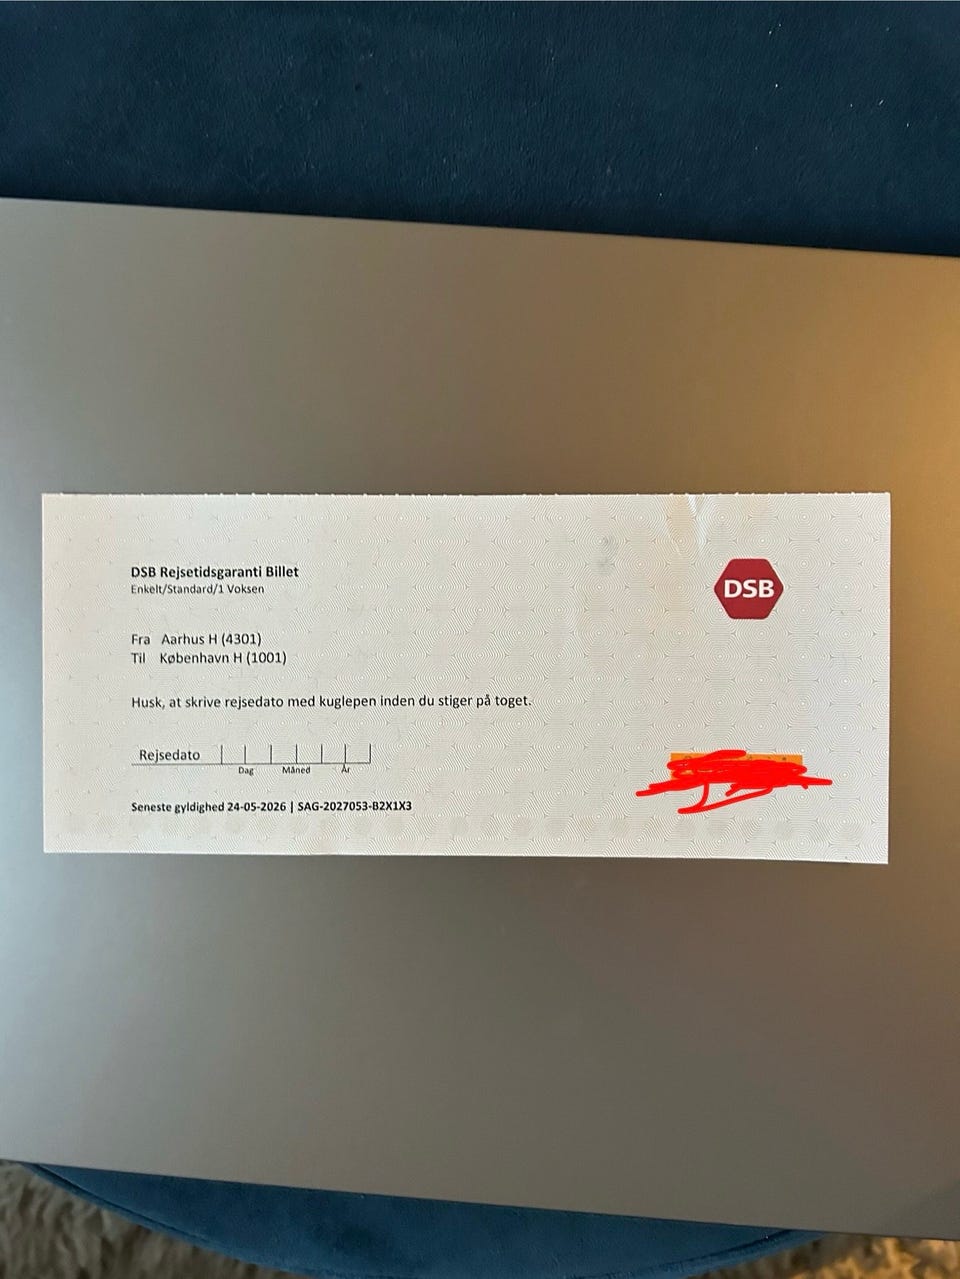 DSB Rejsetidsgaranti Billet
Enkelt/Standard/1 Voksen
DSB
Fra Aarhus H (4301)
Til København H (1001)
Husk, at skrive rejsedato med kuglepen inden du stiger på toget.
Rejsedato
Dag Måned År
Seneste gyldighed 24-05-2026 | SAG-2027053-B2X1X3